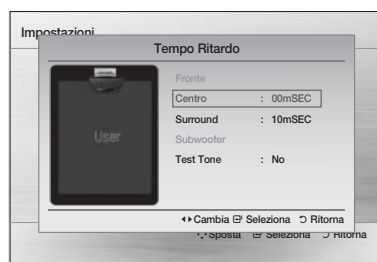 Impostazioni
Tempo Ritardo
Fronte
Centro : 00mSEC
Surround : 10mSEC
Subwoofer
Test Tone : No
User
Cambia Seleziona Ritorna
Sposta Seleziona Ritorna